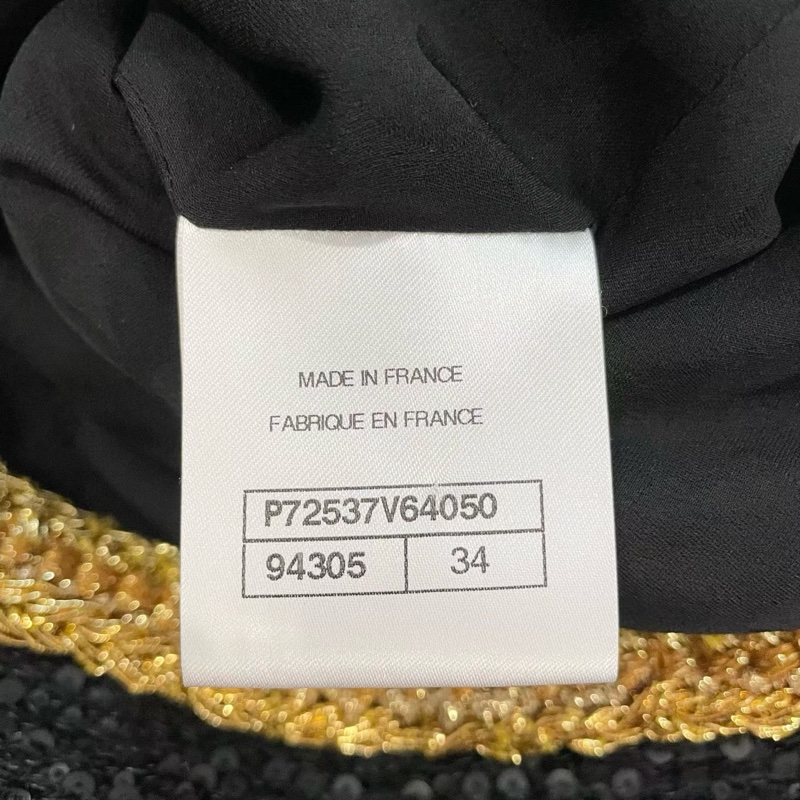 MADE IN FRANCE
FABRIQUE EN FRANCE
P72537V64050
94305 34